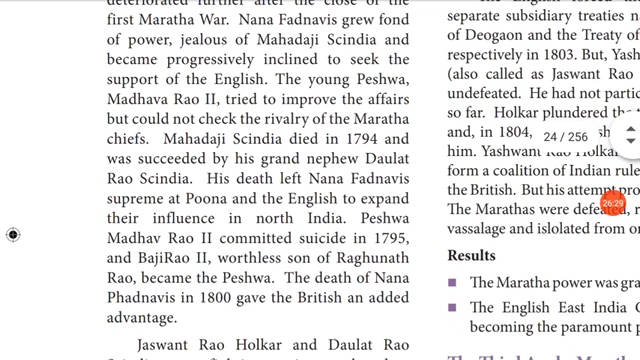 deteriorated further after the close of the
first Maratha War. Nana Fadnavis grew fond
of power, jealous of Mahadaji Scindia and
became progressively inclined to seek the
support of the English. The young Peshwa,
Madhava Rao II, tried to improve the affairs
but could not check the rivalry of the Maratha
chiefs. Mahadaji Scindia died in 1794 and
was succeeded by his grand nephew Daulat
Rao Scindia. His death left Nana Fadnavis
supreme at Poona and the English to expand
their influence in north India. Peshwa
Madhav Rao II committed suicide in 1795,
and BajiRao II, worthless son of Raghunath
Rao, became the Peshwa. The death of Nana
Phadnavis in 1800 gave the British an added
advantage.
Jaswant Rao Holkar and Daulat Rao
separate subsidiary treaties
of Deogaon and the Treaty of
respectively in 1803. But,
(also called as Jaswant Rao
undefeated. He had not
so far. Holkar plundered the
and, in 1804,
him. Yashwant Rao Holkar
form a coalition of Indian
the British. But his attempt
The Marathas were defeated,
vassalage and islolated from
Results
The Maratha power was
The English East India
becoming the paramount
24 / 256
26:29